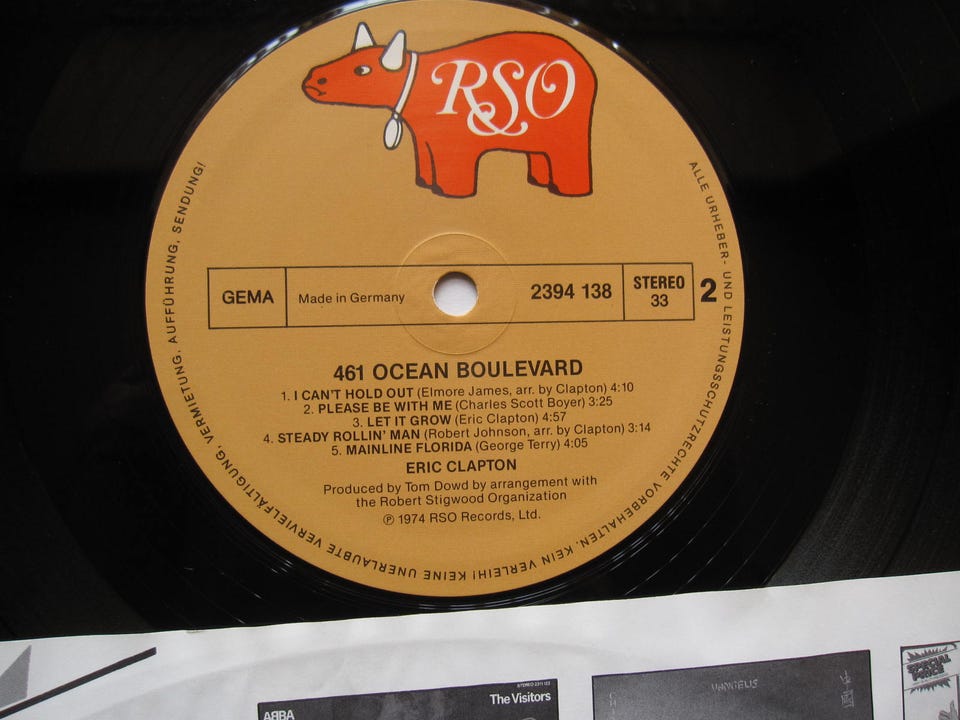 RSO
ALLE URHEBER- UND LEISTUNGSSCHUTZRECHTE VORBEHALTEN. KEIN VERLEIH! KEINE UNERLAUBTE VERVIELFÄLTIGUNG, VERMIETUNG, AUFFÜHRUNG, SENDUNG!
GEMA Made in Germany 2394 138 STEREO 33 2
461 OCEAN BOULEVARD
1. I CAN'T HOLD OUT (Elmore James, arr. by Clapton) 4:10
2. PLEASE BE WITH ME (Charles Scott Boyer) 3:25
3. LET IT GROW (Eric Clapton) 4:57
4. STEADY ROLLIN' MAN (Robert Johnson, arr. by Clapton) 3:14
5. MAINLINE FLORIDA (George Terry) 4:05
ERIC CLAPTON
Produced by Tom Dowd by arrangement with
the Robert Stigwood Organization
℗ 1974 RSO Records, Ltd.
ABBA
The Visitors
VANGELIS
SPECIAL
PRICE